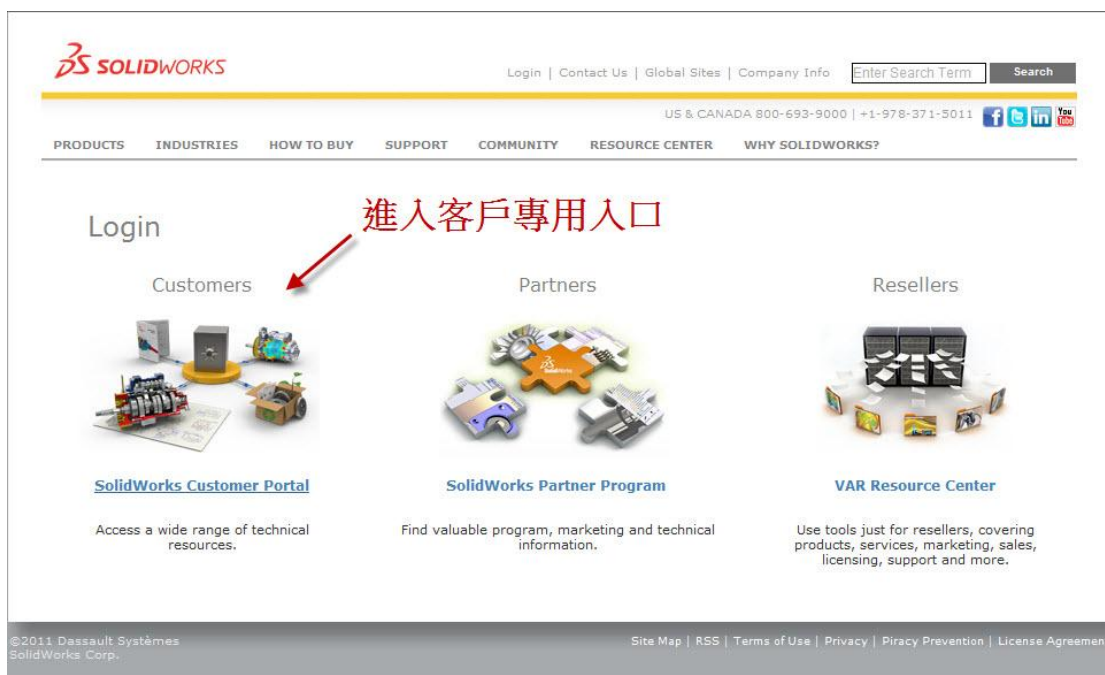 SOLIDWORKS
Login | Contact Us | Global Sites | Company Info Enter Search Term Search
US & CANADA 800-693-9000 | +1-978-371-5011
You Tube
PRODUCTS INDUSTRIES HOW TO BUY SUPPORT COMMUNITY RESOURCE CENTER WHY SOLIDWORKS?
進入客戶專用入口
Login
Customers Partners Resellers
SolidWorks
SolidWorks Customer Portal SolidWorks Partner Program VAR Resource Center
Access a wide range of technical Find valuable program, marketing and technical Use tools just for resellers, covering
resources. information. products, services, marketing, sales,
licensing, support and more.
©2011 Dassault Systèmes Site Map | RSS | Terms of Use | Privacy | Piracy Prevention | License Agreemen
SolidWorks Corp.